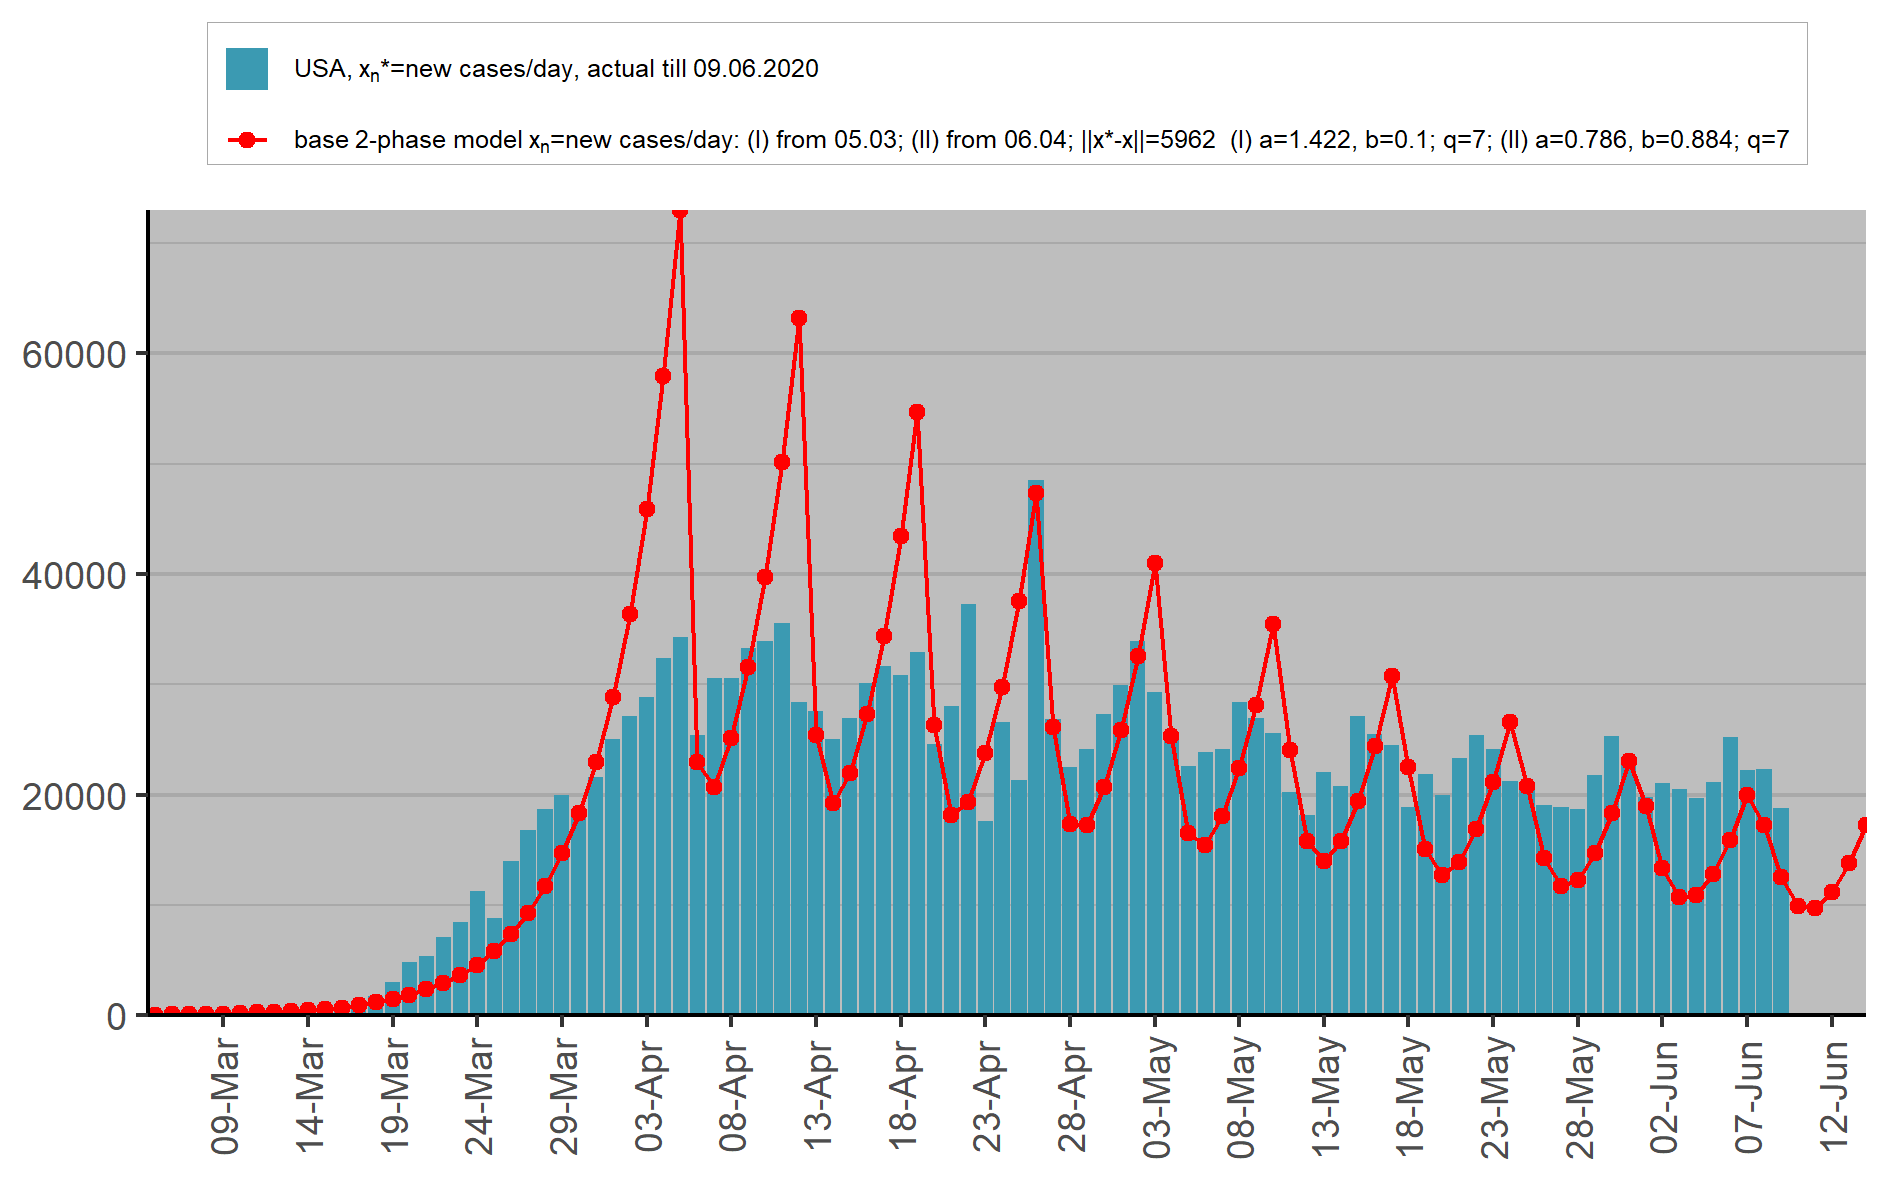 USA, xn*=new cases/day, actual till 09.06.2020
base 2-phase model xn=new cases/day: (I) from 05.03; (II) from 06.04; ||x*-x||=5962  (I) a=1.422, b=0.1; q=7; (II) a=0.786, b=0.884; q=7
60000
40000
20000
0
09-Mar
14-Mar
19-Mar
24-Mar
29-Mar
03-Apr
08-Apr
13-Apr
18-Apr
23-Apr
28-Apr
03-May
08-May
13-May
18-May
23-May
28-May
02-Jun
07-Jun
12-Jun